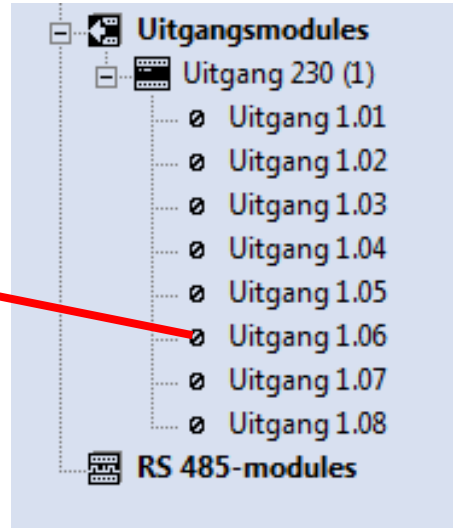 Uitgangsmodules
Uitgang 230 (1)
Uitgang 1.01
Uitgang 1.02
Uitgang 1.03
Uitgang 1.04
Uitgang 1.05
Uitgang 1.06
Uitgang 1.07
Uitgang 1.08
RS 485-modules